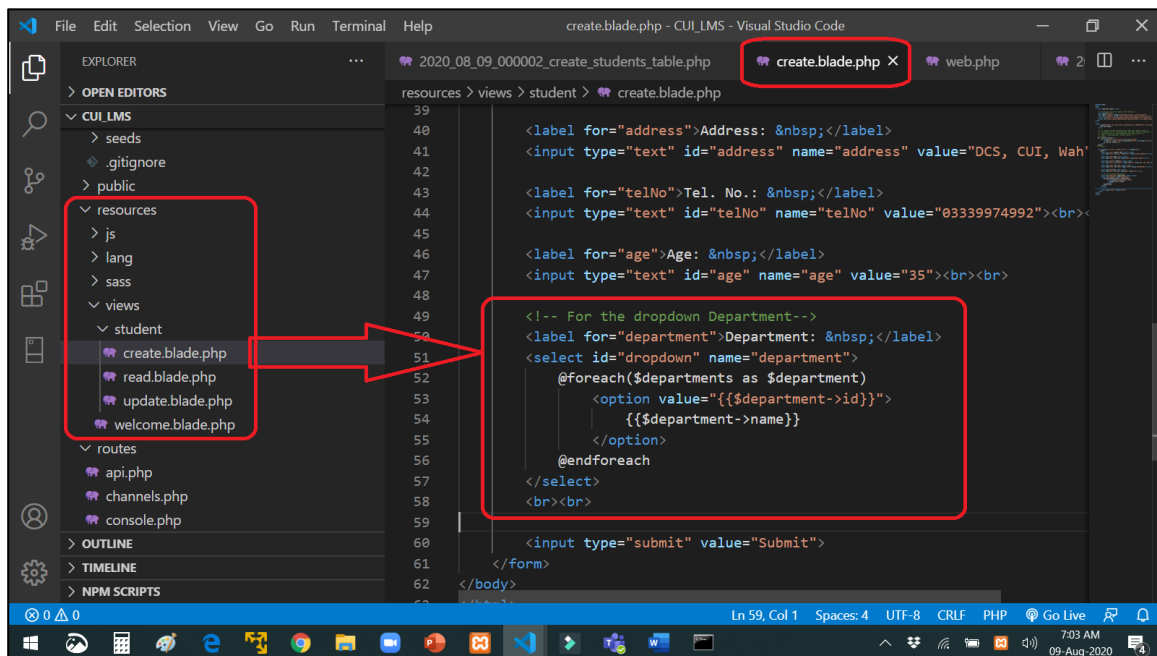 File Edit Selection View Go Run Terminal Help create.blade.php - CUI_LMS - Visual Studio Code
EXPLORER ...
2020_08_09_000002_create_students_table.php create.blade.php web.php 2
OPEN EDITORS
resources > views > student > create.blade.php
CUI_LMS
seeds
.gitignore
public
resources
js
lang
sass
views
student
create.blade.php
read.blade.php
update.blade.php
welcome.blade.php
routes
api.php
channels.php
console.php
OUTLINE
TIMELINE
NPM SCRIPTS
39
40 <label for="address">Address: &nbsp;</label>
41 <input type="text" id="address" name="address" value="DCS, CUI, Wah"
42
43 <label for="telNo">Tel. No.: &nbsp;</label>
44 <input type="text" id="telNo" name="telNo" value="03339974992"><br><
45
46 <label for="age">Age: &nbsp;</label>
47 <input type="text" id="age" name="age" value="35"><br><br>
48
49 <!-- For the dropdown Department-->
50 <label for="department">Department: &nbsp;</label>
51 <select id="dropdown" name="department">
52 @foreach($departments as $department)
53 <option value="{{$department->id}}">
54 {{$department->name}}
55 </option>
56 @endforeach
57 </select>
58 <br><br>
59
60 <input type="submit" value="Submit">
61 </form>
62 </body>
0 0 Ln 59, Col 1 Spaces: 4 UTF-8 CRLF PHP Go Live
7:03 AM
09-Aug-2020 4